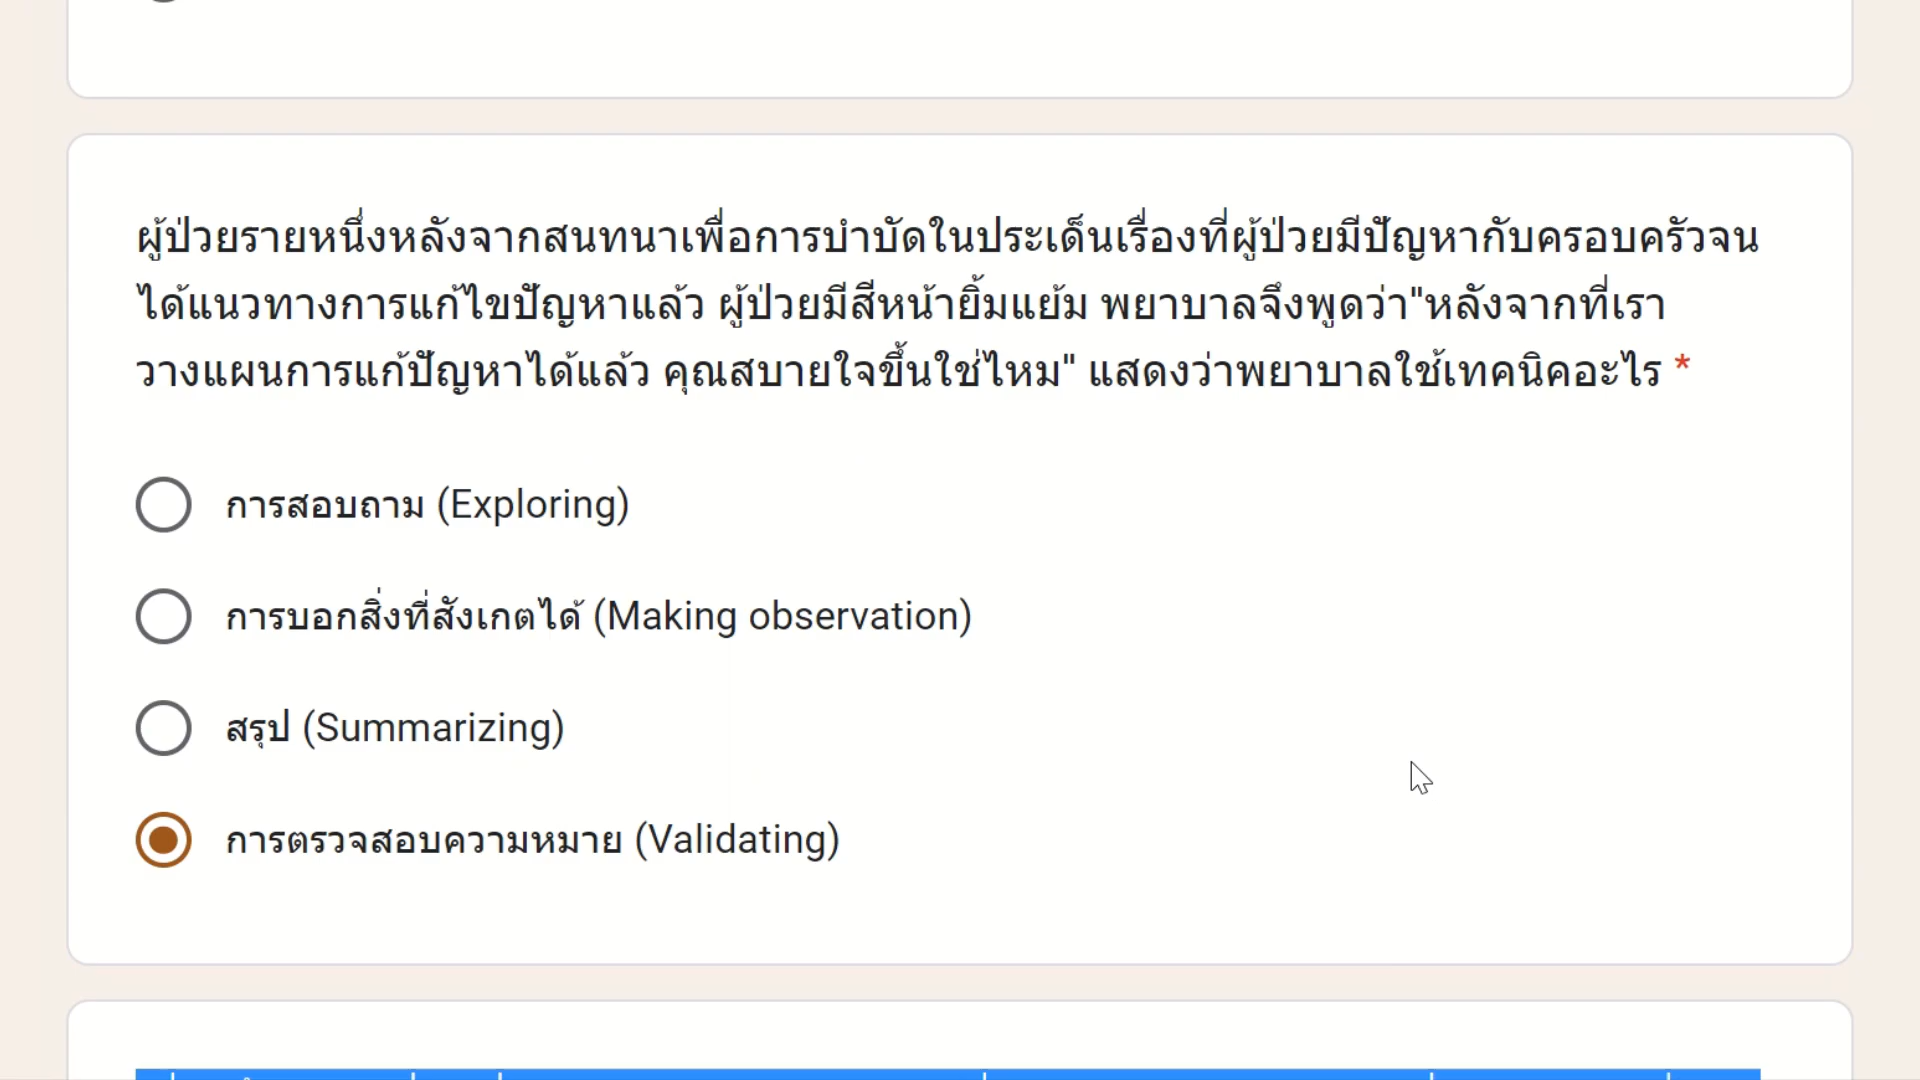 ผู้ป่วยรายหนึ่งหลังจากสนทนาเพื่อการบำบัดในประเด็นเรื่องที่ผู้ป่วยมีปัญหากับครอบครัวจน
ได้แนวทางการแก้ไขปัญหาแล้ว ผู้ป่วยมีสีหน้ายิ้มแย้ม พยาบาลจึงพูดว่า"หลังจากที่เรา
วางแผนการแก้ปัญหาได้แล้ว คุณสบายใจขึ้นใช่ไหม" แสดงว่าพยาบาลใช้เทคนิคอะไร *
การสอบถาม (Exploring)
การบอกสิ่งที่สังเกตได้ (Making observation)
สรุป (Summarizing)
การตรวจสอบความหมาย (Validating)